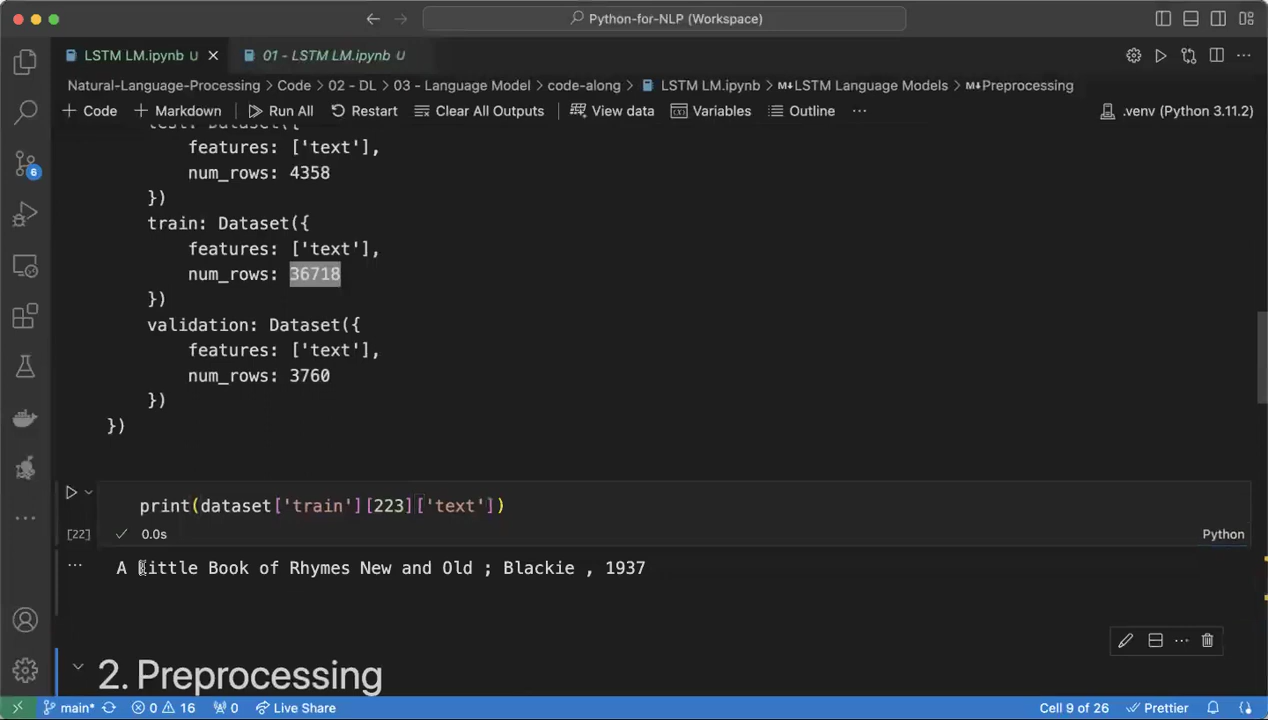 Python-for-NLP (Workspace)
LSTM LM.ipynb U
01 - LSTM LM.ipynb U
Natural-Language-Processing > Code > 02 - DL > 03 - Language Model > code-along > LSTM LM.ipynb > LSTM Language Models > Preprocessing
+ Code + Markdown Run All Restart Clear All Outputs View data Variables Outline ... .venv (Python 3.11.2)
test: Dataset({
features: ['text'],
num_rows: 4358
})
train: Dataset({
features: ['text'],
num_rows: 36718
})
validation: Dataset({
features: ['text'],
num_rows: 3760
})
})
print(dataset['train'][223]['text'])
[22] 0.0s Python
A Little Book of Rhymes New and Old ; Blackie , 1937
2. Preprocessing
6
main* 0 16 0 Live Share Cell 9 of 26 Prettier